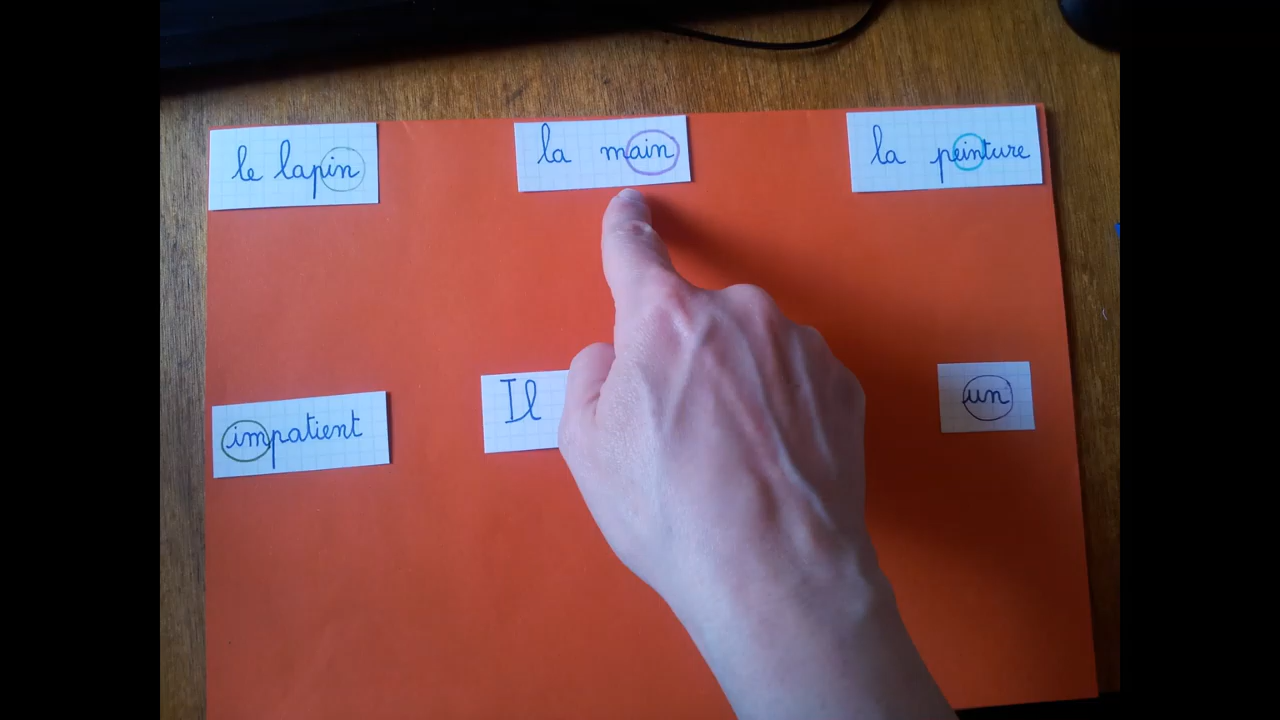 le lapin
la main
la peinture
impatient
Il
un